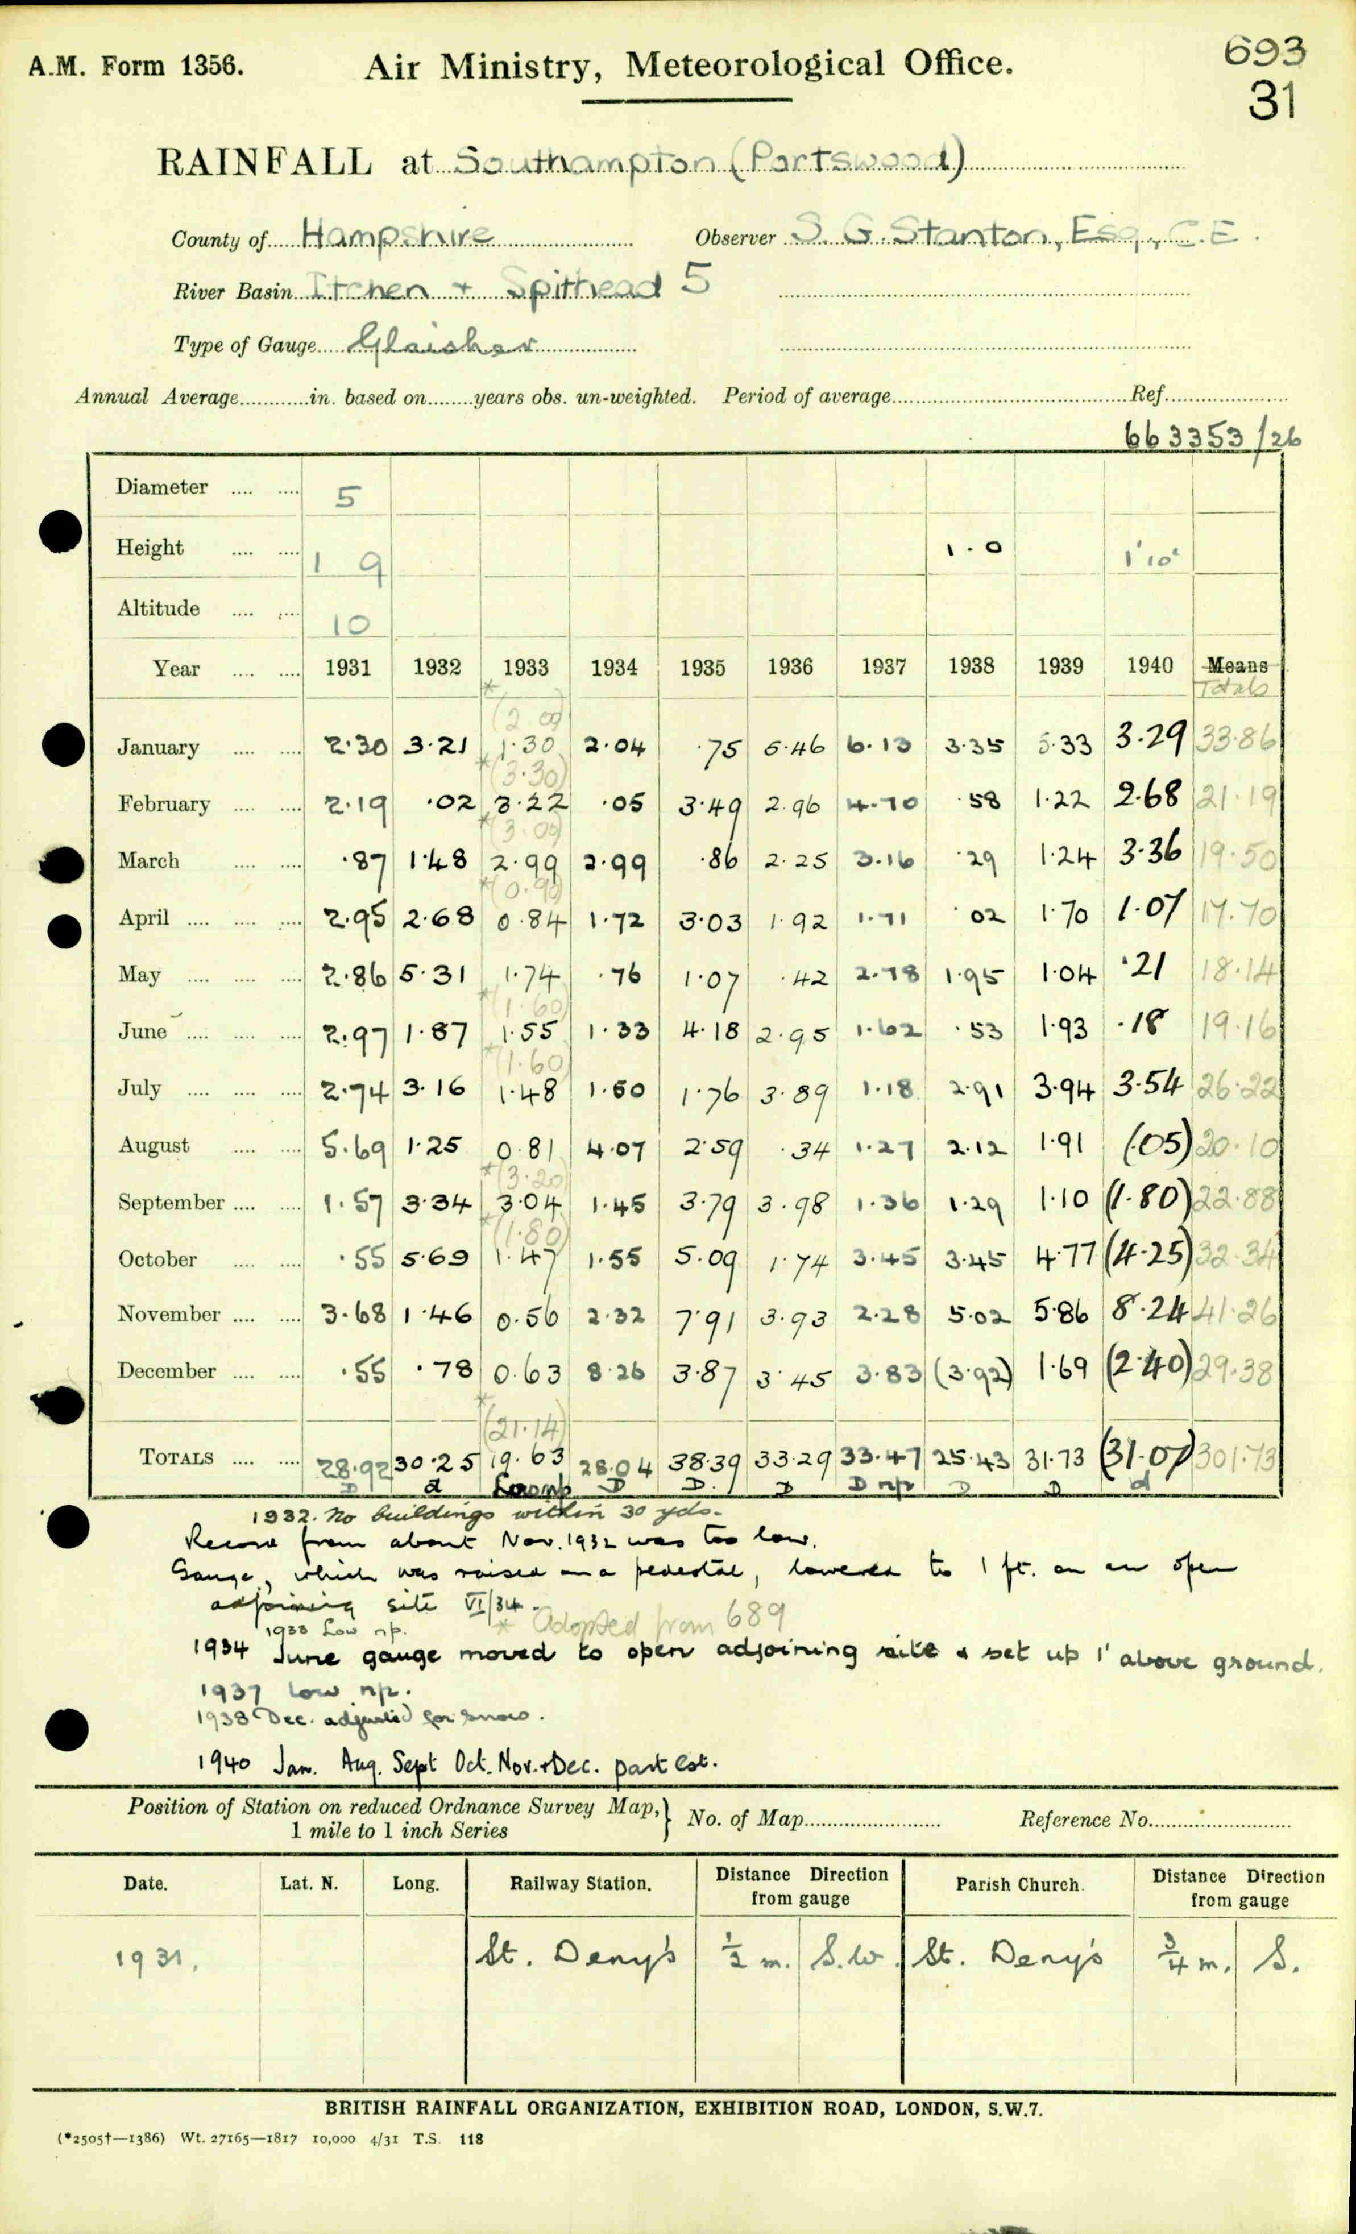 A.M. Form 1356.
Air Ministry, Meteorological Office.
693
31
RAINFALL at Southampton (Portswood)
County of Hampshire Observer S. G. Stanton, Esq., C.E.
River Basin Itchen + Spithead 5
Type of Gauge Glaisher
Annual Average............in. based on........years obs. un-weighted. Period of average........................Ref.....................
663353/26
Diameter .... .... 5
Height .... .... 1 9 1.0 1'10"
Altitude .... .... 10
Year .... .... 1931 1932 1933 1934 1935 1936 1937 1938 1939 1940 Means
Totals
* (2.00)
January .... .... 2.30 3.21 1.30 2.04 .75 5.46 6.13 3.35 5.33 3.29 33.86
* (3.30)
February .... .... 2.19 .02 3.22 .05 3.49 2.96 4.70 .58 1.22 2.68 21.19
* (3.00)
March .... .... .87 1.48 2.99 2.99 .86 2.25 3.16 .29 1.24 3.36 19.50
* (0.90)
April .... .... .... 2.95 2.68 0.84 1.72 3.03 1.92 1.71 .02 1.70 1.07 17.70
May .... .... .... 2.86 5.31 1.74 .76 1.07 .42 2.78 1.95 1.04 .21 18.14
* (1.60)
June .... .... .... 2.97 1.87 1.55 1.33 4.18 2.95 1.62 .53 1.93 .18 19.16
* (1.60)
July .... .... .... 2.74 3.16 1.48 1.50 1.76 3.89 1.18 2.91 3.94 3.54 26.22
August .... .... 5.69 1.25 0.81 4.07 2.59 .34 1.27 2.12 1.91 (.05) 20.10
* (3.20)
September .... .... 1.57 3.34 3.04 1.45 3.79 3.98 1.36 1.29 1.10 (1.80) 22.88
* (1.80)
October .... .... .55 5.69 1.47 1.55 5.09 1.74 3.45 3.45 4.77 (4.25) 32.34
November .... .... 3.68 1.46 0.56 2.32 7.91 3.93 2.28 5.02 5.86 8.24 41.26
December .... .... .55 .78 0.63 8.26 3.87 3.45 3.83 (3.92) 1.69 (2.40) 29.38
* (21.14)
TOTALS .... .... 28.92 30.25 19.63 28.04 38.39 33.29 33.47 25.43 31.73 (31.07) 301.73
D d Low np D D. D D np D D d
1932. No buildings within 30 yds.
Record from about Nov. 1932 was too low.
Gauge, which was raised on a pedestal, lowered to 1 ft. on an open
adjoining site VI/34.
1933 Low np.
* Adopted from 689
1934 June gauge moved to open adjoining site & set up 1' above ground.
1937 low np.
1938 Dec. adjusted for snow.
1940 Jan. Aug. Sept Oct. Nov. + Dec. part Est.
Position of Station on reduced Ordnance Survey Map,} No. of Map......................... Reference No..........................
1 mile to 1 inch Series
Date. Lat. N. Long. Railway Station. Distance Direction from gauge Parish Church. Distance Direction from gauge
1931. St. Deny's ½ m. S.W. St. Deny's ¾ m. S.
BRITISH RAINFALL ORGANIZATION, EXHIBITION ROAD, LONDON, S.W.7.
(*2505†—1386) Wt. 27165—1817 10,000 4/31 T.S. 118